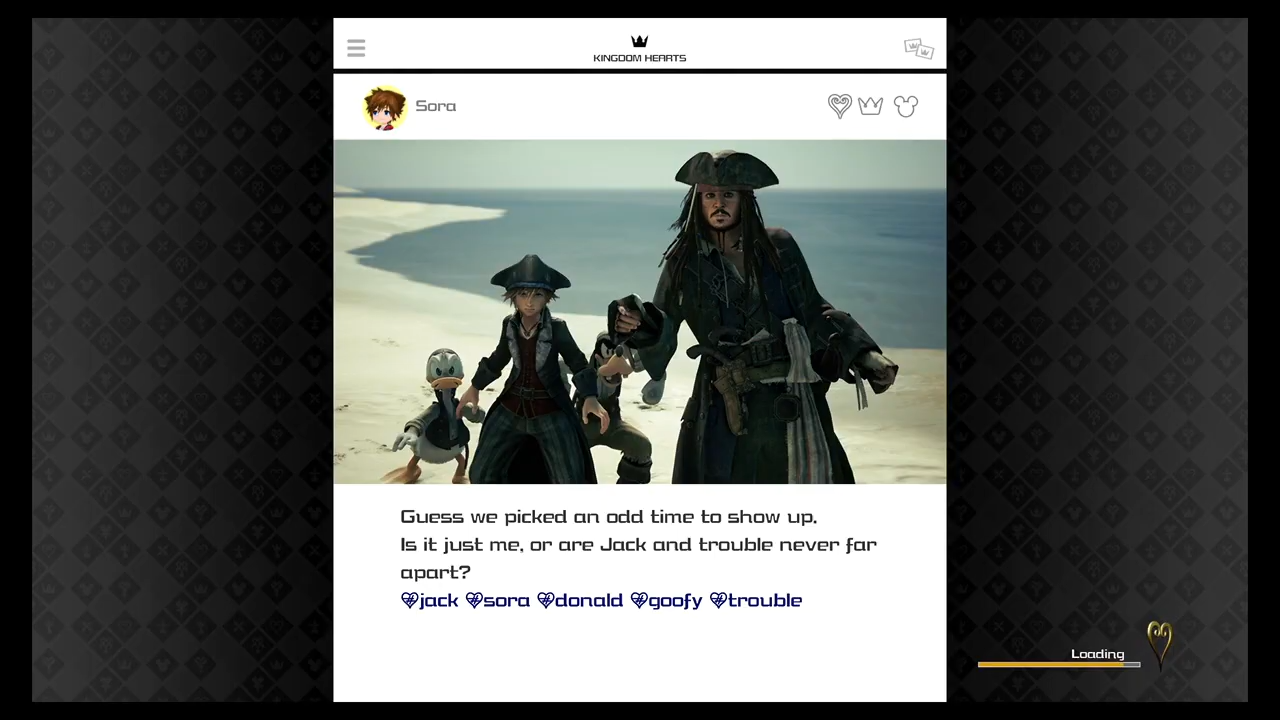 KINGDOM HEARTS
Sora
Guess we picked an odd time to show up.
Is it just me, or are Jack and trouble never far
apart?
jack sora donald goofy trouble
Loading